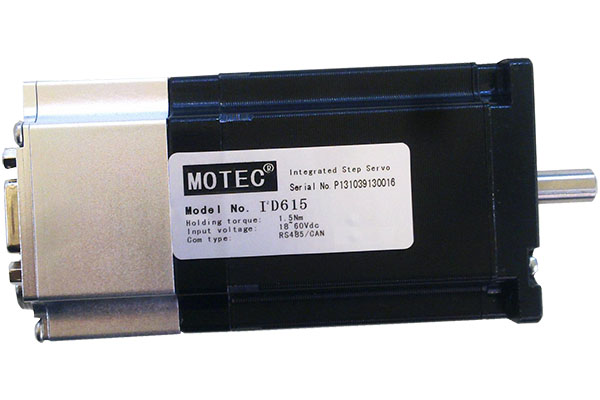 MOTEC®
Integrated Step Servo
Serial No. P131039130016
Model No. ID615
Holding torque: 1.5Nm
Input voltage: 18~60Vdc
Com type: RS485/CAN